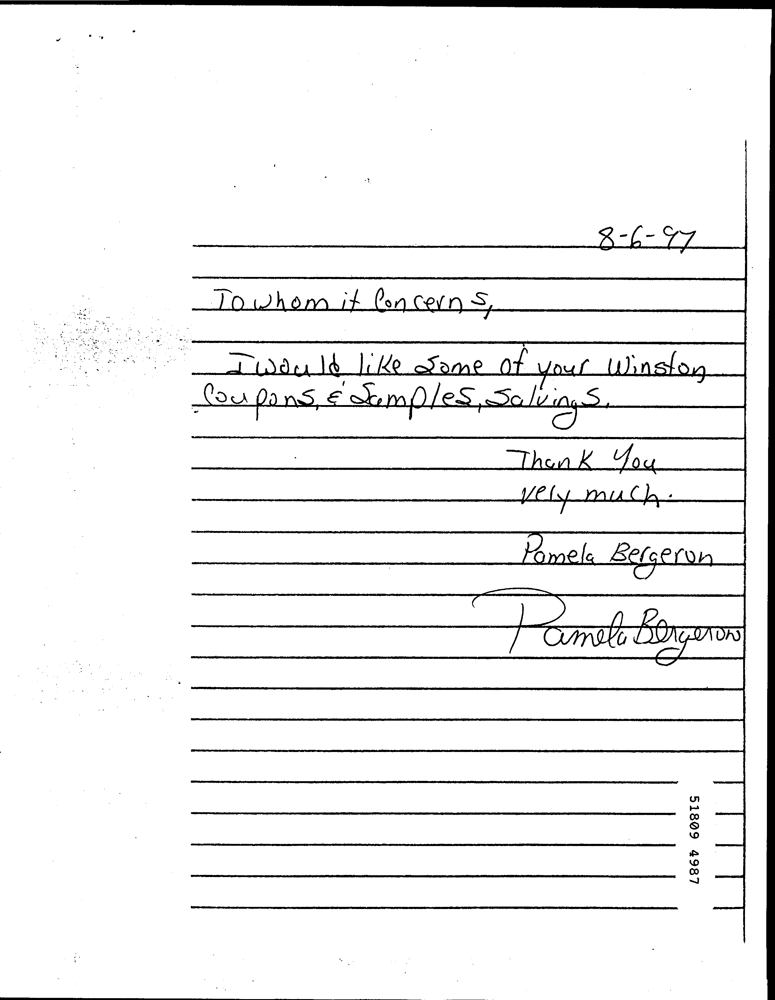 8-6-97
To whom it Concerns,
I would like some of your Winston
Coupons, & Samples, Salvings.
Thank You
very much.
Pamela Bergeron
Pamela Bergeron
51809 4987